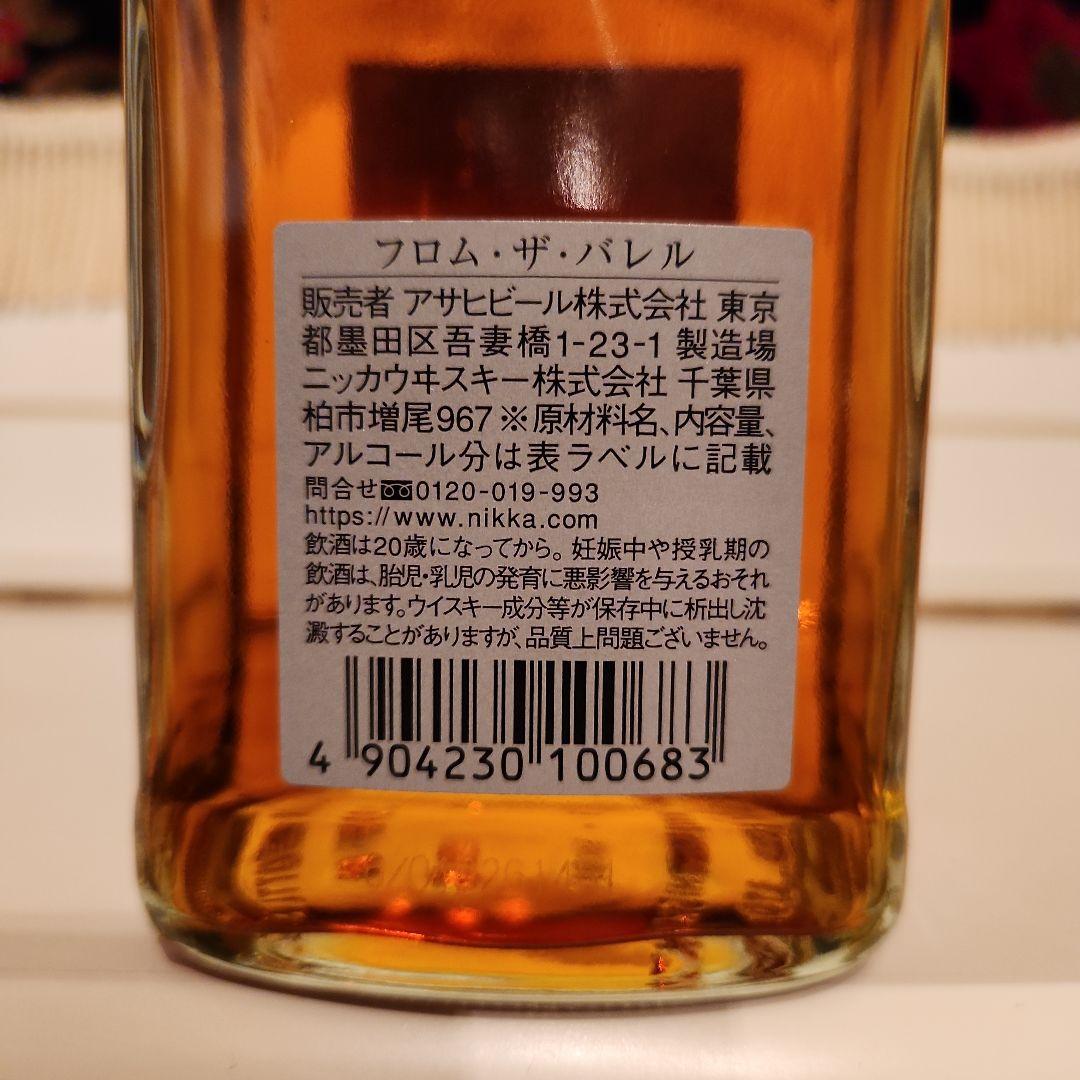 フロム・ザ・バレル
販売者 アサヒビール株式会社 東京
都墨田区吾妻橋1-23-1 製造場
ニッカウヰスキー株式会社 千葉県
柏市増尾967 ※原材料名、内容量、
アルコール分は表ラベルに記載
問合せ 0120-019-993
https://www.nikka.com
飲酒は20歳になってから。妊娠中や授乳期の
飲酒は、胎児・乳児の発育に悪影響を与えるおそれ
があります。ウイスキー成分等が保存中に析出し沈
澱することがありますが、品質上問題ございません。
4 904230 100683